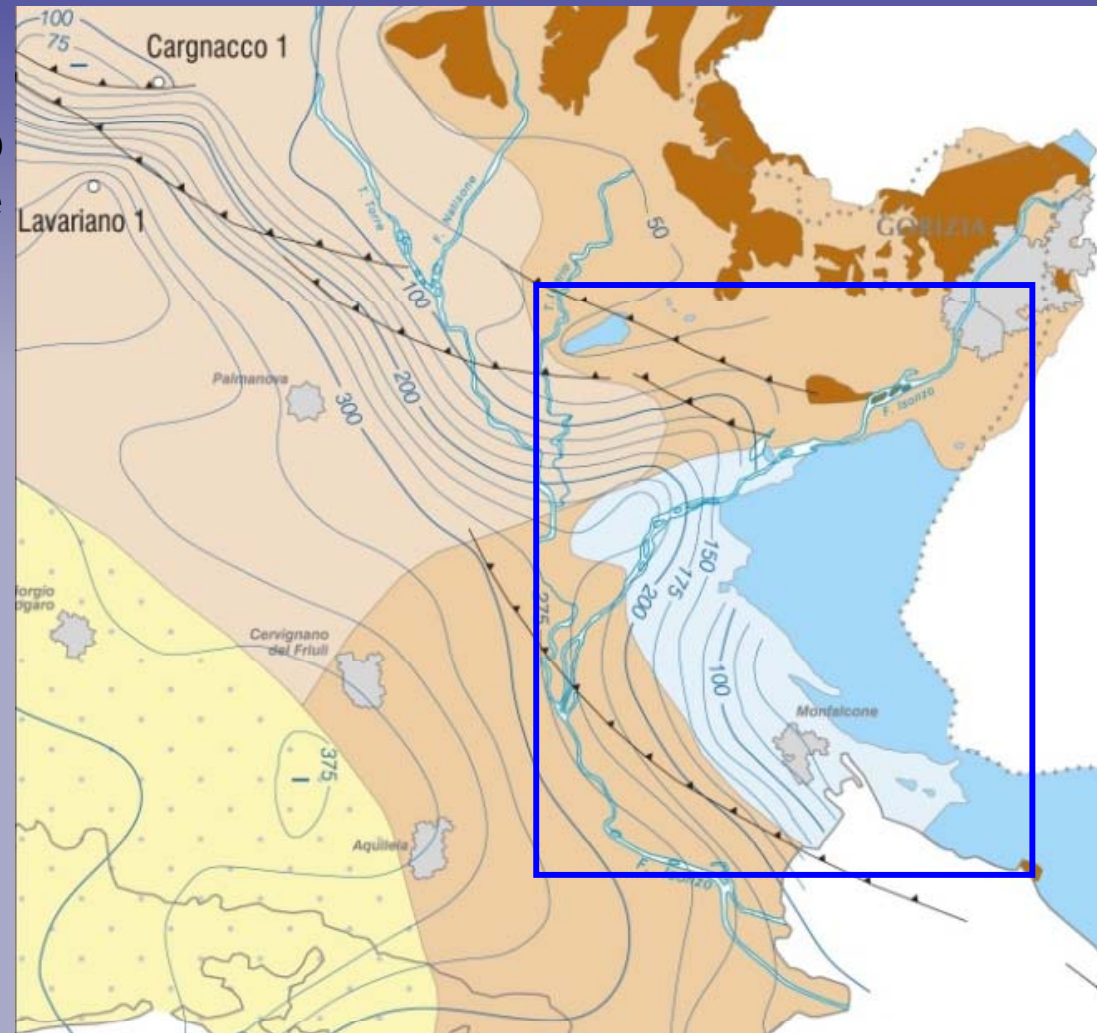 100
75
Cargnacco 1
Lavariano 1
T. Torre
F. Natisone
50
GORIZIA
100
Palmanova
200
300
F. Isonzo
150
175
200
275
Cervignano
del Friuli
100
Monfalcone
375
Aquileia
F. Isonzo